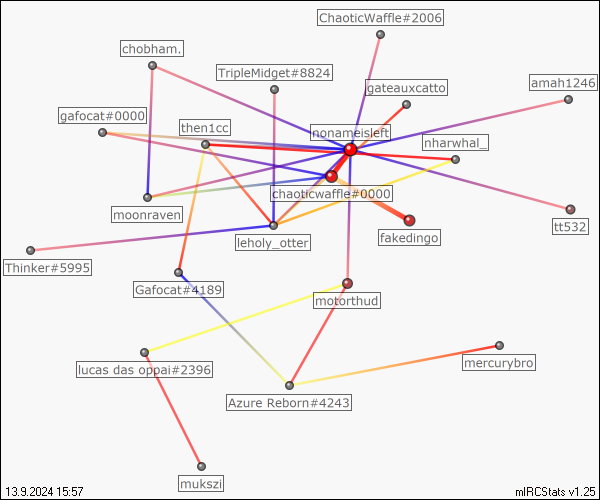 ChaoticWaffle#2006
chobham.
TripleMidget#8824
gateauxcatto
amah1246
gafocat#0000
then1cc
nonameisleft
nharwhal_
chaoticwaffle#0000
moonraven
tt532
leholy_otter
fakedingo
Thinker#5995
Gafocat#4189
motorthud
mercurybro
lucas das oppai#2396
Azure Reborn#4243
mukszi
13.9.2024 15:57
mIRCStats v1.25